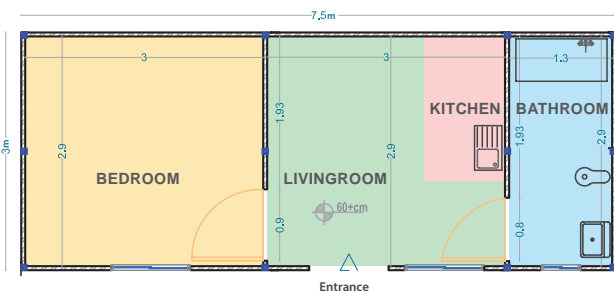 7.5m
3
3
1.3
3m
2.9
1.93
2.9
1.93
2.9
KITCHEN
BATHROOM
BEDROOM
LIVINGROOM
60+cm
0.9
0.8
Entrance